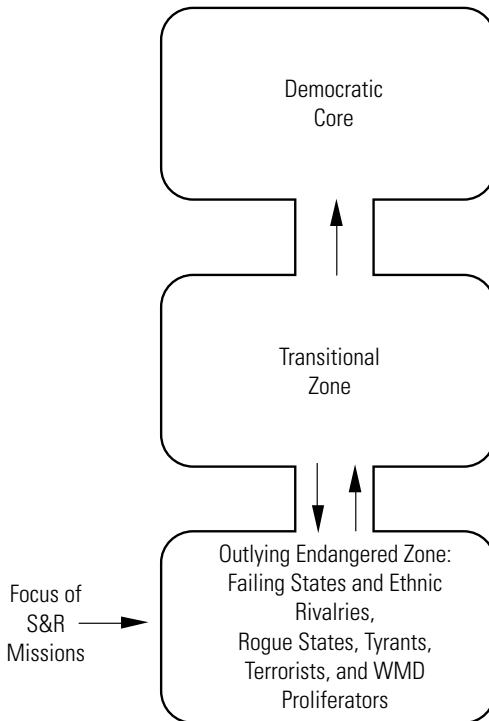 Democratic
Core
Transitional
Zone
Outlying Endangered Zone:
Failing States and Ethnic
Rivalries,
Rogue States, Tyrants,
Terrorists, and WMD
Proliferators
Focus of
S&R
Missions